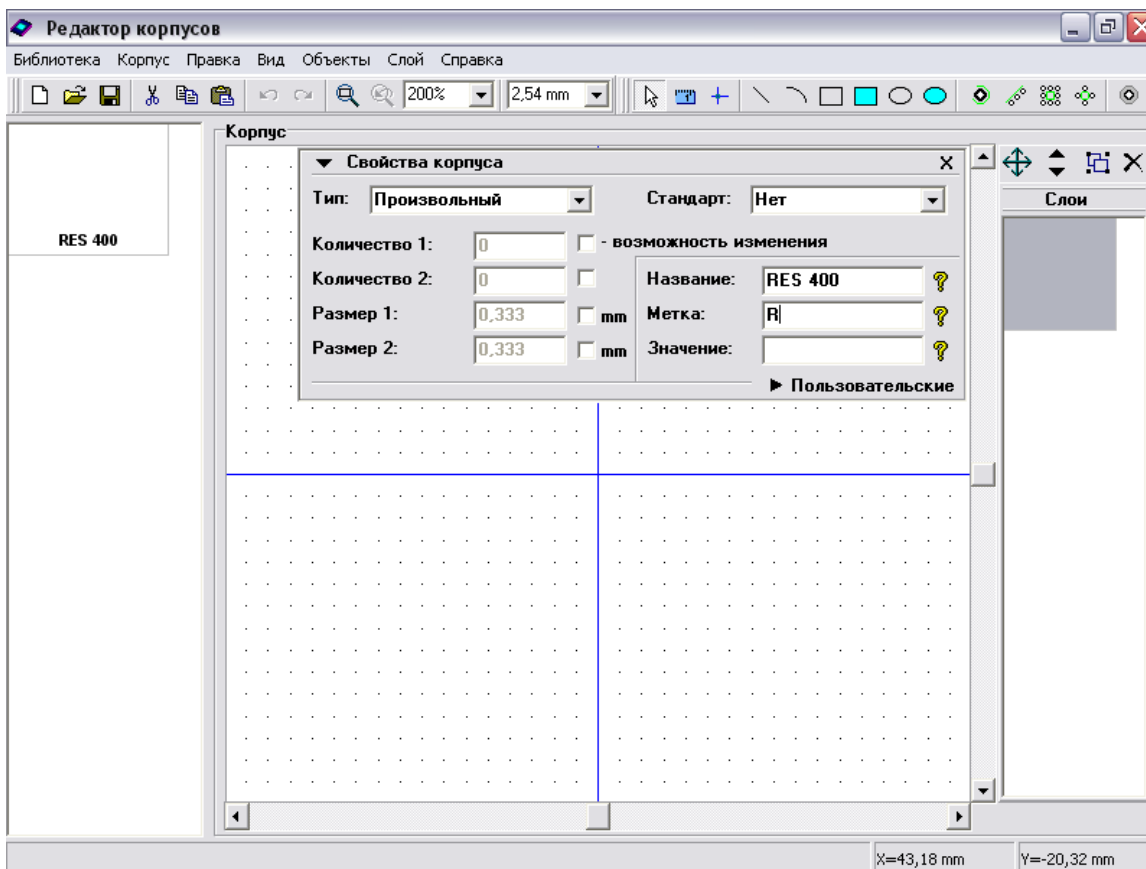 Редактор корпусов
Библиотека Корпус Правка Вид Объекты Слой Справка
200% 2,54 mm
Корпус
RES 400
Свойства корпуса
Тип: Произвольный Стандарт: Нет
Количество 1: 0 - возможность изменения
Количество 2: 0 Название: RES 400
Размер 1: 0,333 mm Метка: R
Размер 2: 0,333 mm Значение:
Пользовательские
Слои
X=43,18 mm Y=-20,32 mm